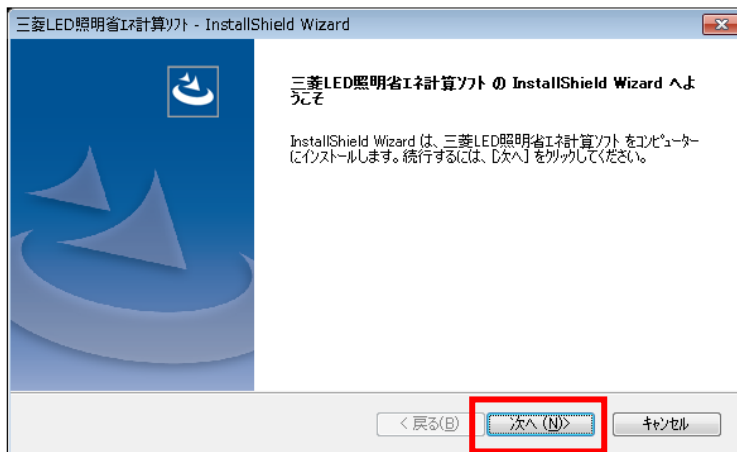 三菱LED照明省エネ計算ソフト - InstallShield Wizard
三菱LED照明省エネ計算ソフト の InstallShield Wizard へよ
うこそ
InstallShield Wizard は、三菱LED照明省エネ計算ソフト をコンピューター
にインストールします。続行するには、[次へ] をクリックしてください。
< 戻る(B)
次へ (N)>
キャンセル